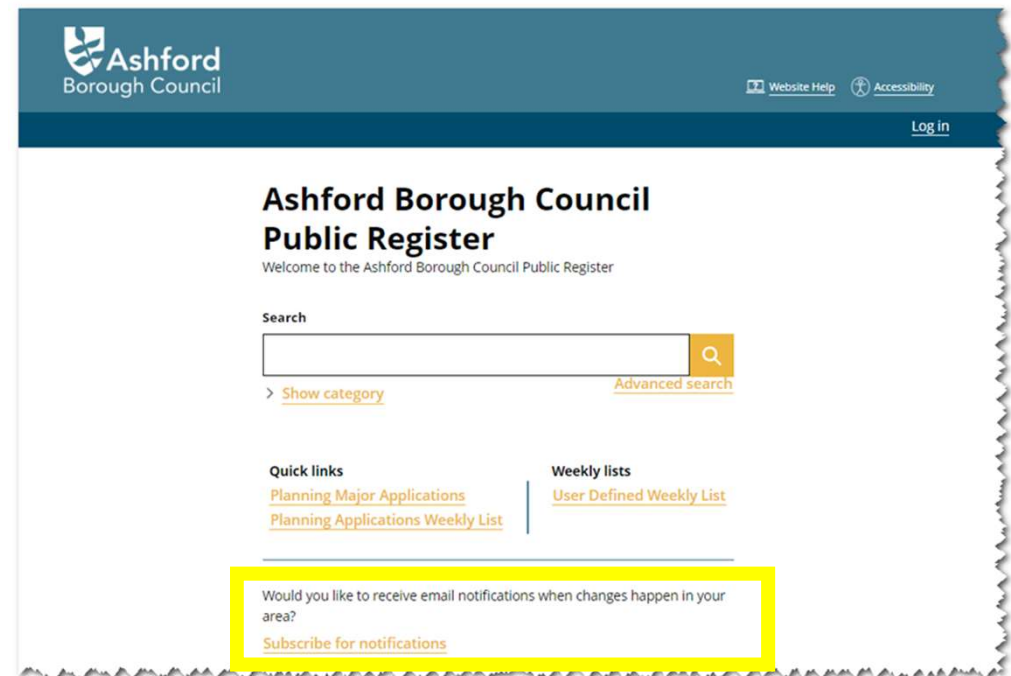 Ashford
Borough Council
Website Help
Accessibility
Log in
Ashford Borough Council
Public Register
Welcome to the Ashford Borough Council Public Register
Search
Show category
Advanced search
Quick links
Planning Major Applications
Planning Applications Weekly List
Weekly lists
User Defined Weekly List
Would you like to receive email notifications when changes happen in your
area?
Subscribe for notifications